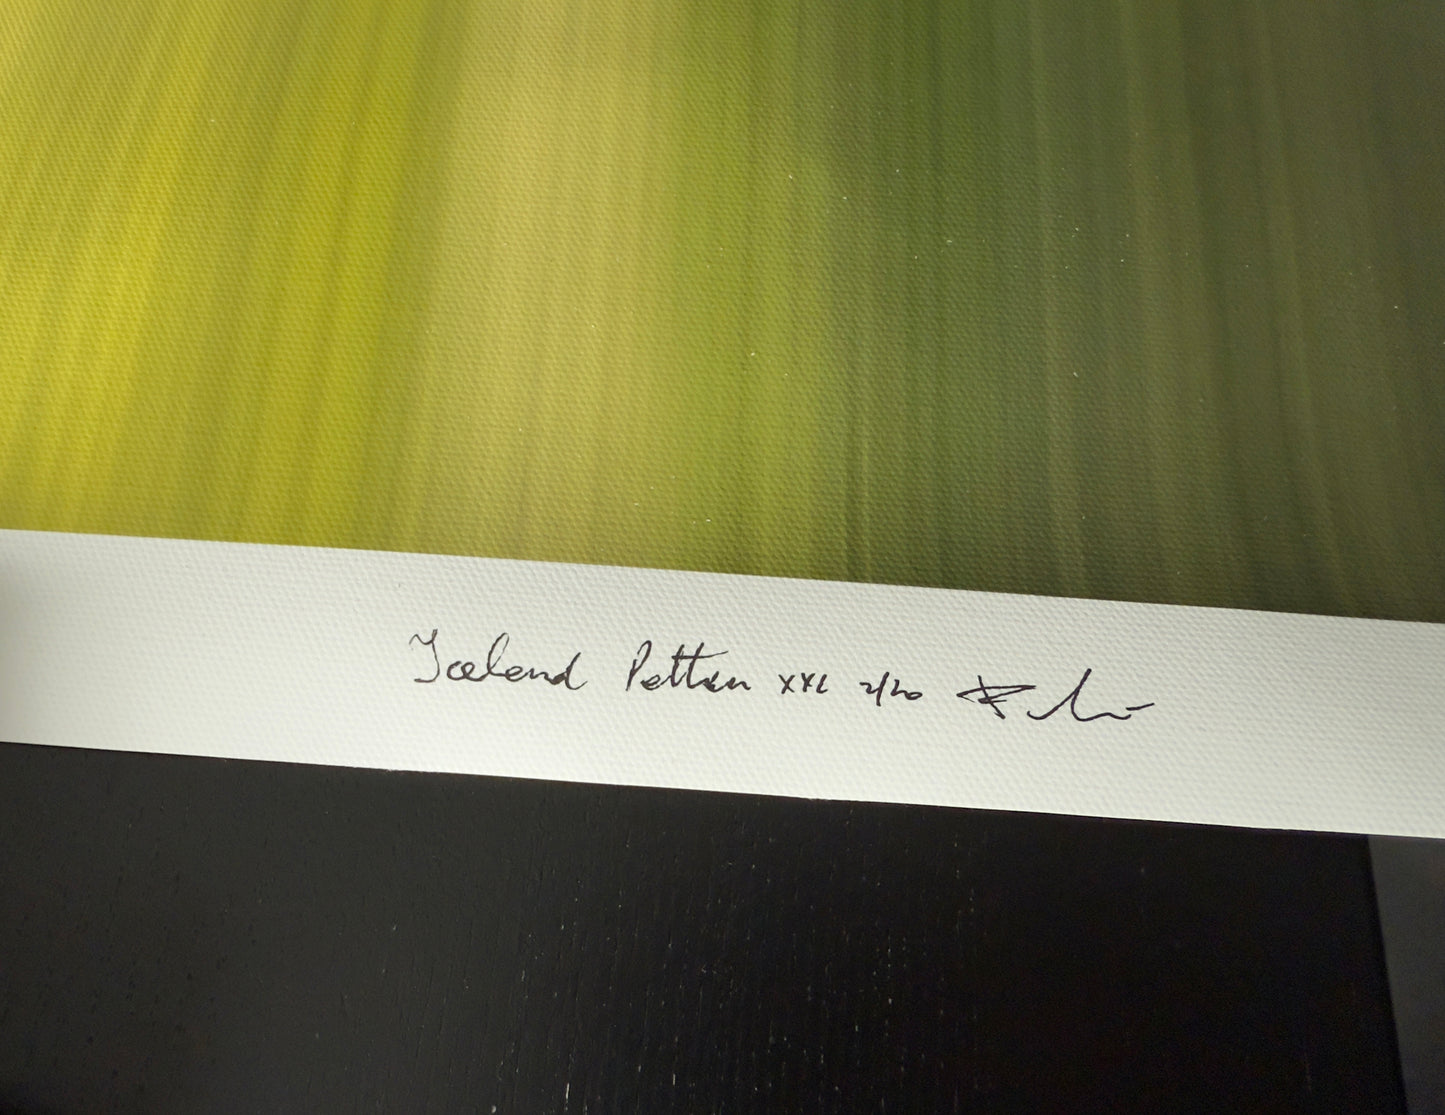 Iceland Pattern XXL 2/20